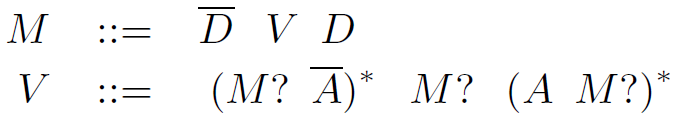 M ::= D̅ V D
V ::= (M? A̅)* M? (A M?)*